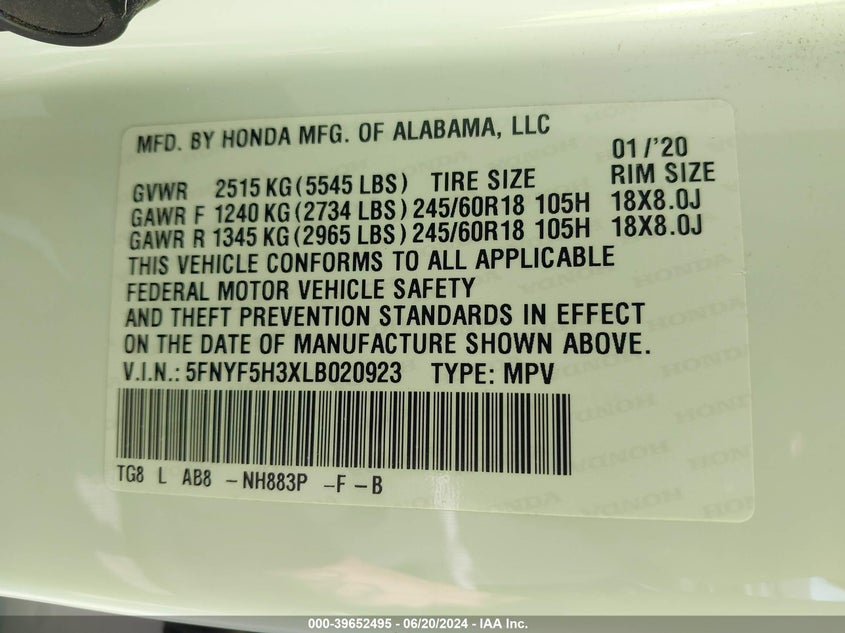 MFD. BY HONDA MFG. OF ALABAMA, LLC
01/'20
GVWR 2515 KG(5545 LBS) TIRE SIZE RIM SIZE
GAWR F 1240 KG(2734 LBS) 245/60R18 105H 18X8.0J
GAWR R 1345 KG(2965 LBS) 245/60R18 105H 18X8.0J
THIS VEHICLE CONFORMS TO ALL APPLICABLE
FEDERAL MOTOR VEHICLE SAFETY
AND THEFT PREVENTION STANDARDS IN EFFECT
ON THE DATE OF MANUFACTURE SHOWN ABOVE.
V.I.N.: 5FNYF5H3XLB020923 TYPE: MPV
TG8 L AB8 -NH883P -F -B
000-39652495 - 06/20/2024 - IAA Inc.